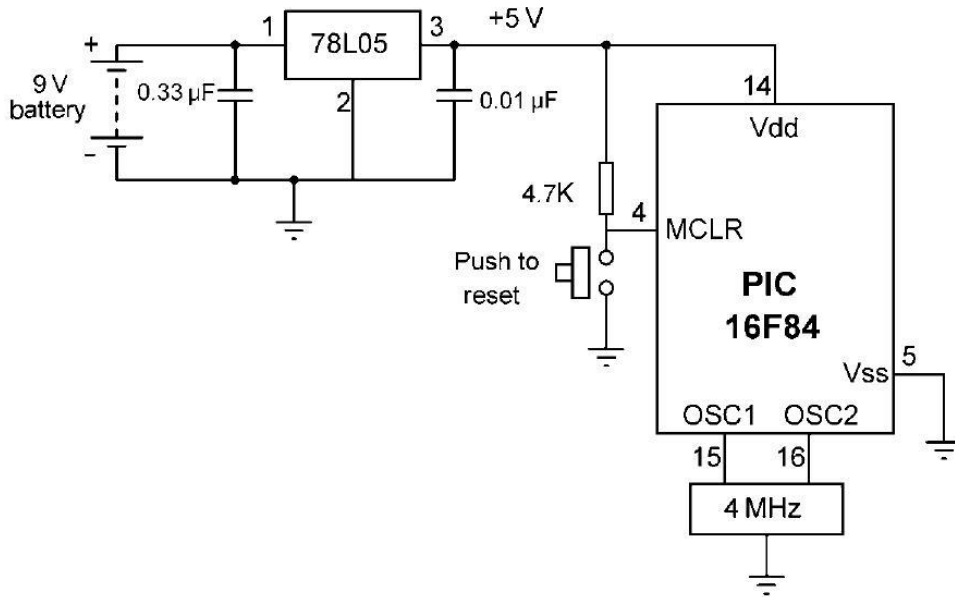 1
78L05
3
+5 V
+
9 V
battery
–
0.33 µF
2
0.01 µF
14
Vdd
4.7K
4
MCLR
Push to
reset
PIC
16F84
5
Vss
OSC1
OSC2
15
16
4 MHz